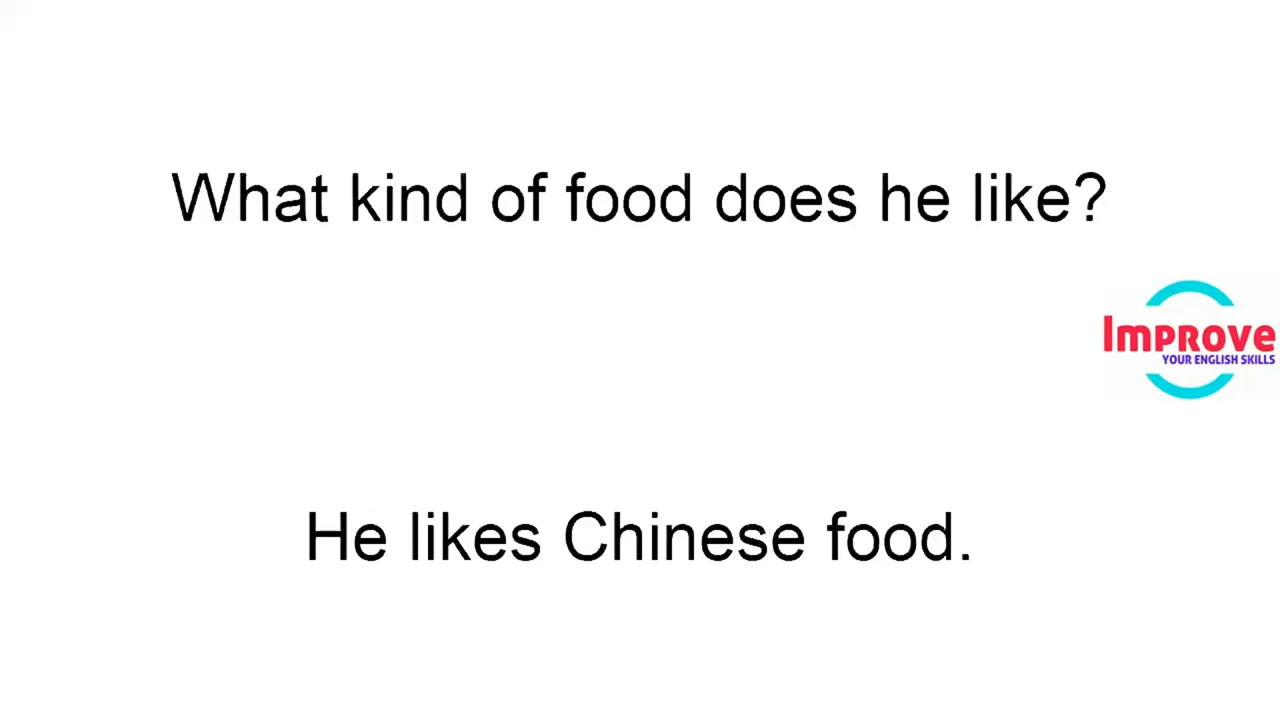 What kind of food does he like?
Improve
YOUR ENGLISH SKILLS
He likes Chinese food.